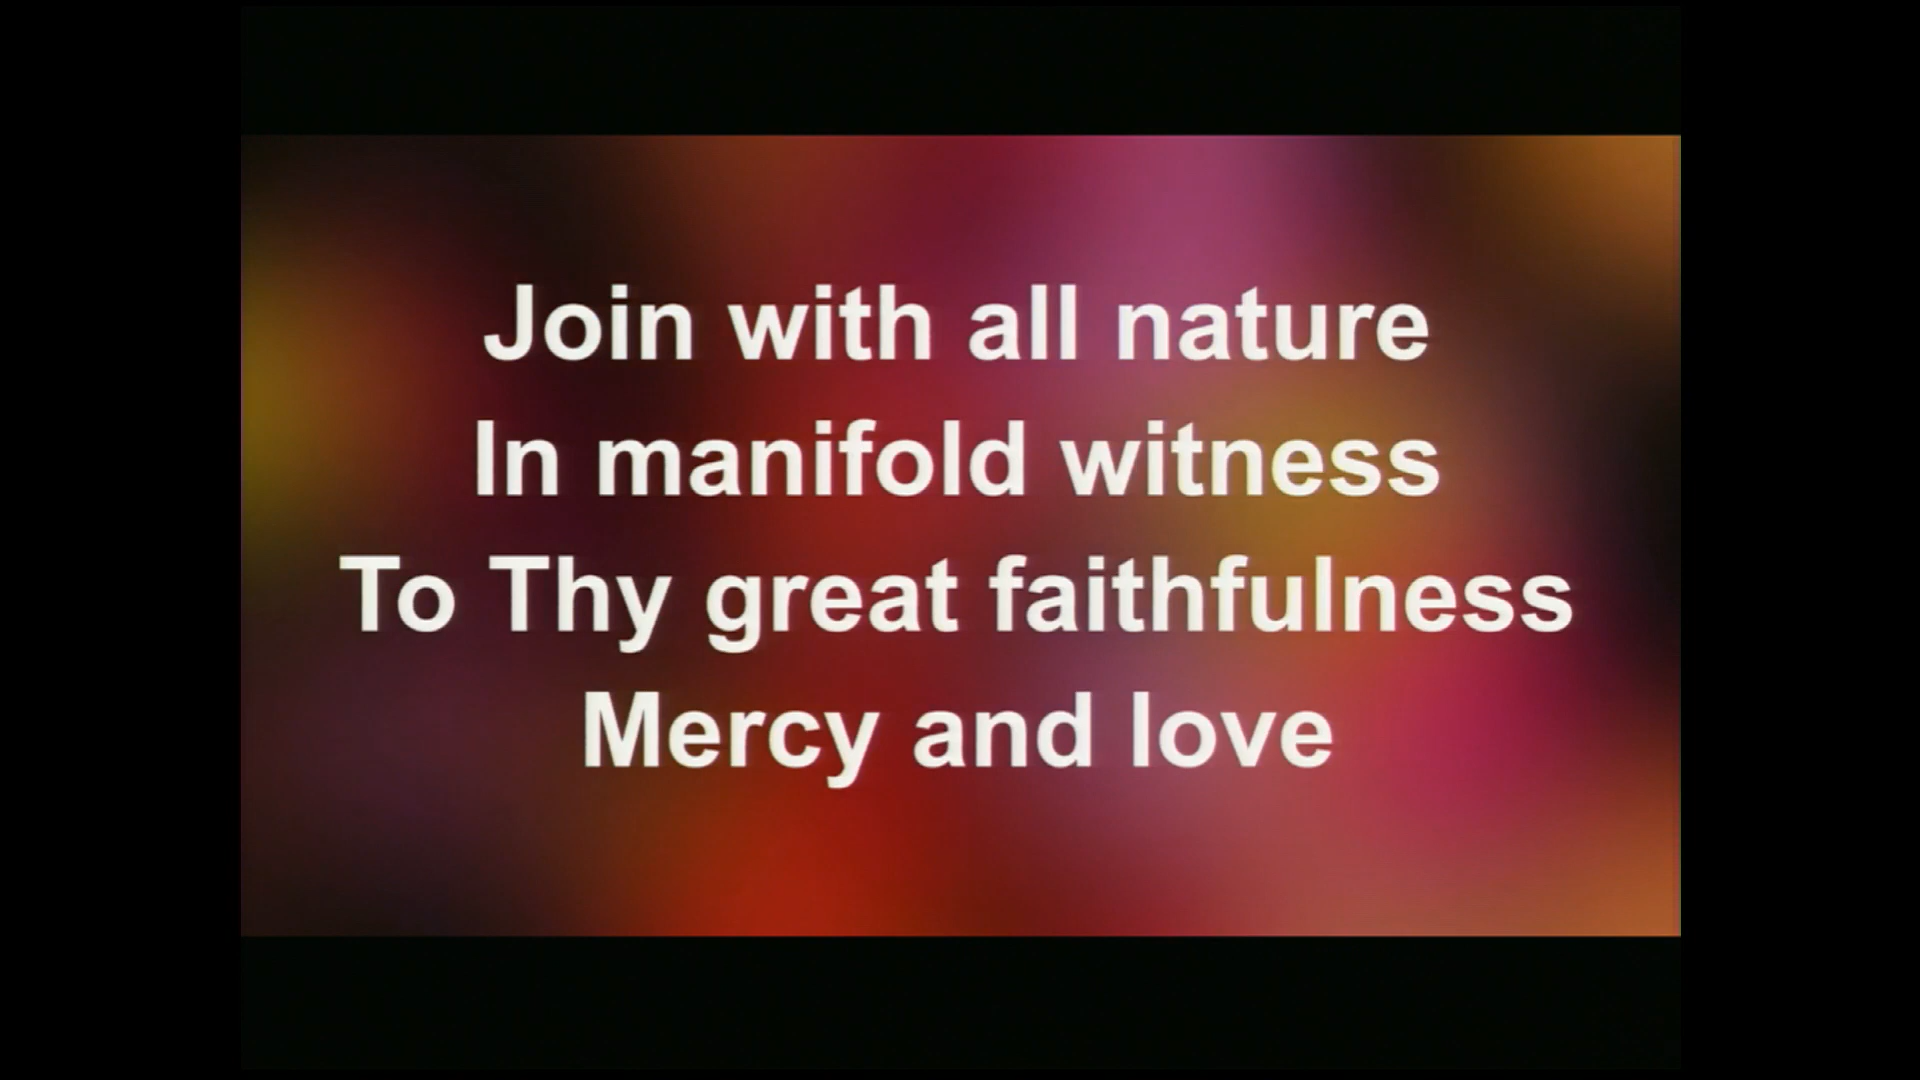 Join with all nature
In manifold witness
To Thy great faithfulness
Mercy and love